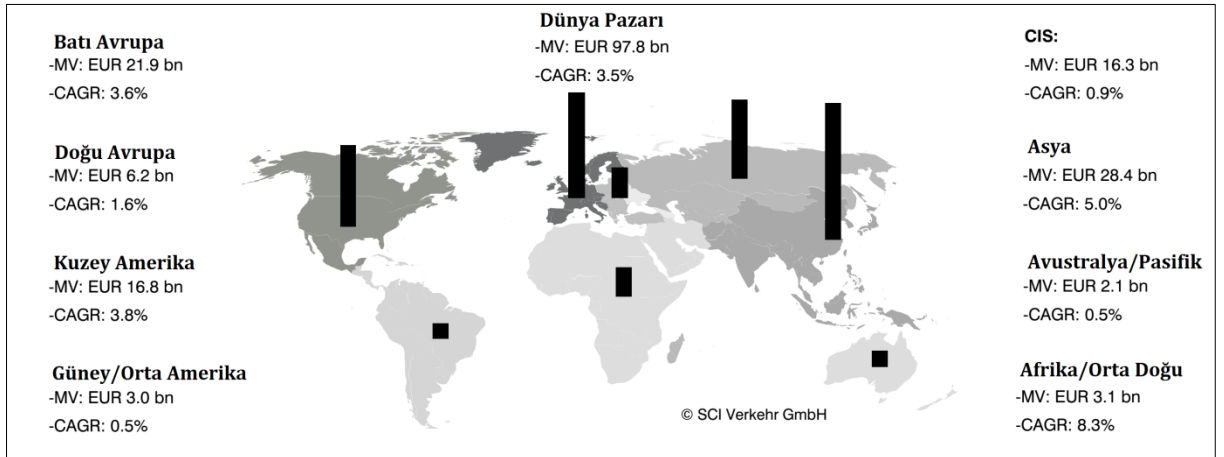 Batı Avrupa
-MV: EUR 21.9 bn
-CAGR: 3.6%
Doğu Avrupa
-MV: EUR 6.2 bn
-CAGR: 1.6%
Kuzey Amerika
-MV: EUR 16.8 bn
-CAGR: 3.8%
Güney/Orta Amerika
-MV: EUR 3.0 bn
-CAGR: 0.5%
Dünya Pazarı
-MV: EUR 97.8 bn
-CAGR: 3.5%
CIS:
-MV: EUR 16.3 bn
-CAGR: 0.9%
Asya
-MV: EUR 28.4 bn
-CAGR: 5.0%
Avustralya/Pasifik
-MV: EUR 2.1 bn
-CAGR: 0.5%
Afrika/Orta Doğu
-MV: EUR 3.1 bn
-CAGR: 8.3%
© SCI Verkehr GmbH